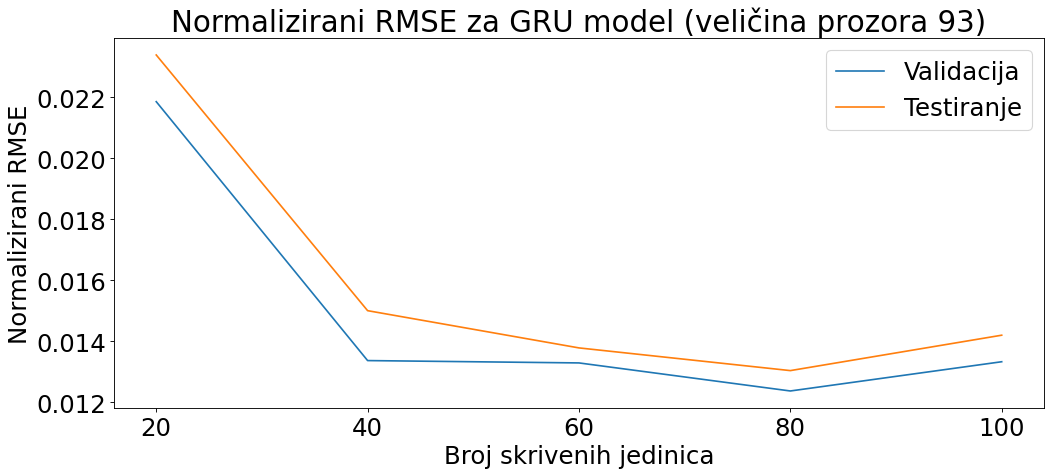 Normalizirani RMSE za GRU model (veličina prozora 93)
Validacija
Testiranje
Normalizirani RMSE
0.022
0.020
0.018
0.016
0.014
0.012
20 40 60 80 100
Broj skrivenih jedinica